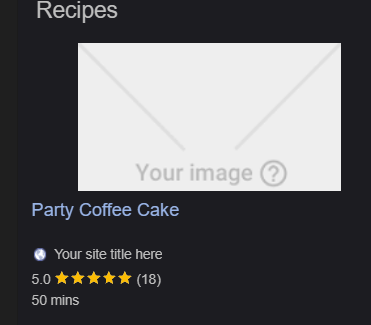 Recipes
Your image ?
Party Coffee Cake
Your site title here
5.0 ★★★★★ (18)
50 mins